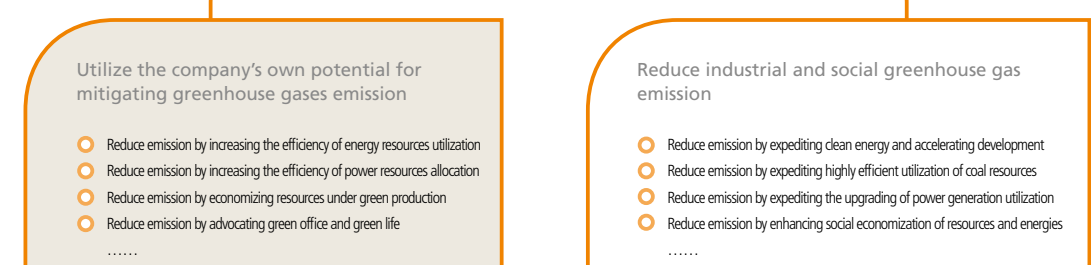 Utilize the company's own potential for
mitigating greenhouse gases emission
Reduce emission by increasing the efficiency of energy resources utilization
Reduce emission by increasing the efficiency of power resources allocation
Reduce emission by economizing resources under green production
Reduce emission by advocating green office and green life
……
Reduce industrial and social greenhouse gas
emission
Reduce emission by expediting clean energy and accelerating development
Reduce emission by expediting highly efficient utilization of coal resources
Reduce emission by expediting the upgrading of power generation utilization
Reduce emission by enhancing social economization of resources and energies
……